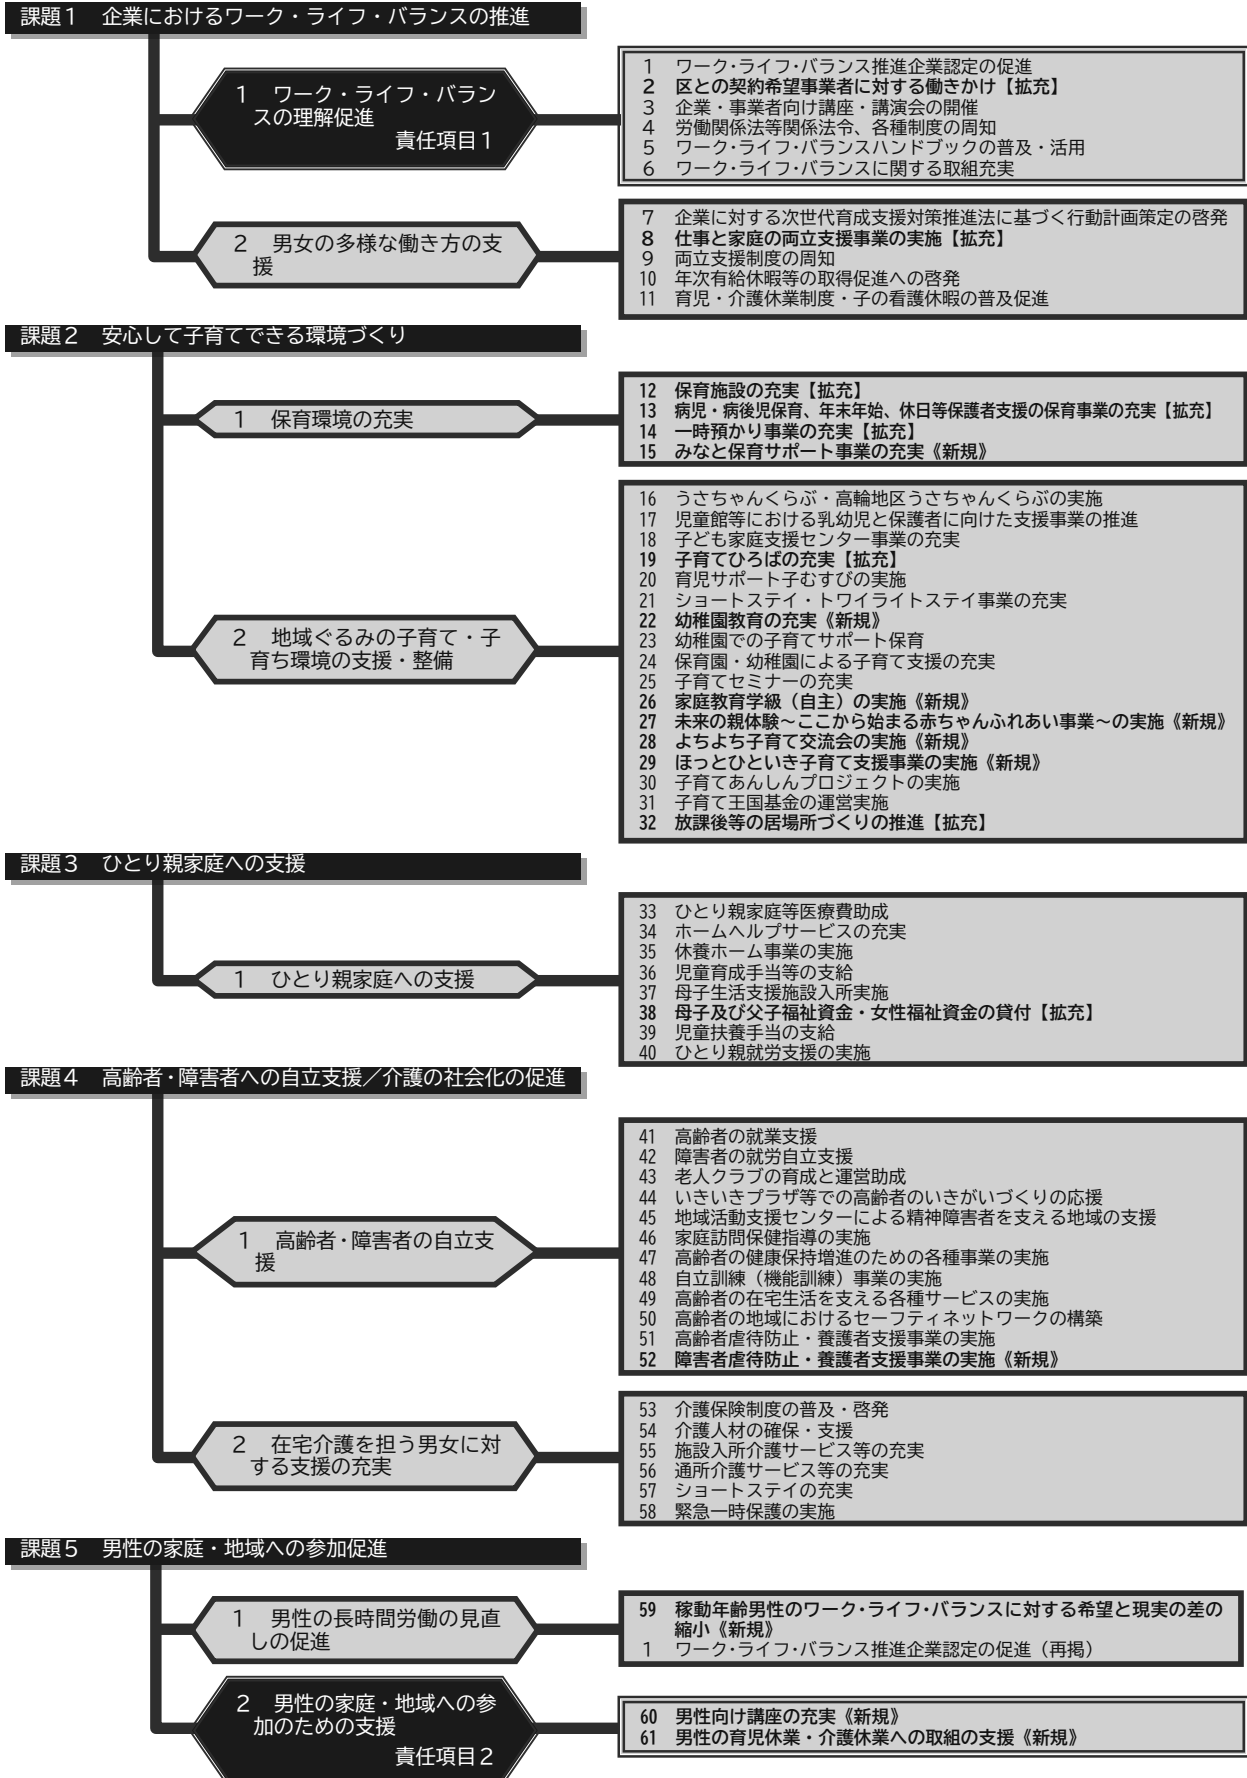 課題１　企業におけるワーク・ライフ・バランスの推進
１　ワーク・ライフ・バラン
スの理解促進
責任項目１
1　ワーク･ライフ･バランス推進企業認定の促進
2　区との契約希望事業者に対する働きかけ【拡充】
3　企業・事業者向け講座・講演会の開催
4　労働関係法等関係法令、各種制度の周知
5　ワーク･ライフ･バランスハンドブックの普及・活用
6　ワーク･ライフ･バランスに関する取組充実
２　男女の多様な働き方の支
援
7　企業に対する次世代育成支援対策推進法に基づく行動計画策定の啓発
8　仕事と家庭の両立支援事業の実施【拡充】
9　両立支援制度の周知
10　年次有給休暇等の取得促進への啓発
11　育児・介護休業制度・子の看護休暇の普及促進
課題２　安心して子育てできる環境づくり
１　保育環境の充実
12　保育施設の充実【拡充】
13　病児・病後児保育、年末年始、休日等保護者支援の保育事業の充実【拡充】
14　一時預かり事業の充実【拡充】
15　みなと保育サポート事業の充実《新規》
２　地域ぐるみの子育て・子
育ち環境の支援・整備
16　うさちゃんくらぶ・高輪地区うさちゃんくらぶの実施
17　児童館等における乳幼児と保護者に向けた支援事業の推進
18　子ども家庭支援センター事業の充実
19　子育てひろばの充実【拡充】
20　育児サポート子むすびの実施
21　ショートステイ・トワイライトステイ事業の充実
22　幼稚園教育の充実《新規》
23　幼稚園での子育てサポート保育
24　保育園・幼稚園による子育て支援の充実
25　子育てセミナーの充実
26　家庭教育学級（自主）の実施《新規》
27　未来の親体験～ここから始まる赤ちゃんふれあい事業～の実施《新規》
28　よちよち子育て交流会の実施《新規》
29　ほっとひといき子育て支援事業の実施《新規》
30　子育てあんしんプロジェクトの実施
31　子育て王国基金の運営実施
32　放課後等の居場所づくりの推進【拡充】
課題３　ひとり親家庭への支援
１　ひとり親家庭への支援
33　ひとり親家庭等医療費助成
34　ホームヘルプサービスの充実
35　休養ホーム事業の実施
36　児童育成手当等の支給
37　母子生活支援施設入所実施
38　母子及び父子福祉資金・女性福祉資金の貸付【拡充】
39　児童扶養手当の支給
40　ひとり親就労支援の実施
課題４　高齢者･障害者への自立支援／介護の社会化の促進
１　高齢者･障害者の自立支
援
41　高齢者の就業支援
42　障害者の就労自立支援
43　老人クラブの育成と運営助成
44　いきいきプラザ等での高齢者のいきがいづくりの応援
45　地域活動支援センターによる精神障害者を支える地域の支援
46　家庭訪問保健指導の実施
47　高齢者の健康保持増進のための各種事業の実施
48　自立訓練（機能訓練）事業の実施
49　高齢者の在宅生活を支える各種サービスの実施
50　高齢者の地域におけるセーフティネットワークの構築
51　高齢者虐待防止・養護者支援事業の実施
52　障害者虐待防止・養護者支援事業の実施《新規》
２　在宅介護を担う男女に対
する支援の充実
53　介護保険制度の普及・啓発
54　介護人材の確保・支援
55　施設入所介護サービス等の充実
56　通所介護サービス等の充実
57　ショートステイの充実
58　緊急一時保護の実施
課題５　男性の家庭・地域への参加促進
１　男性の長時間労働の見直
しの促進
59　稼動年齢男性のワーク･ライフ･バランスに対する希望と現実の差の
縮小《新規》
1　ワーク･ライフ･バランス推進企業認定の促進（再掲）
２　男性の家庭・地域への参
加のための支援
責任項目２
60　男性向け講座の充実《新規》
61　男性の育児休業・介護休業への取組の支援《新規》